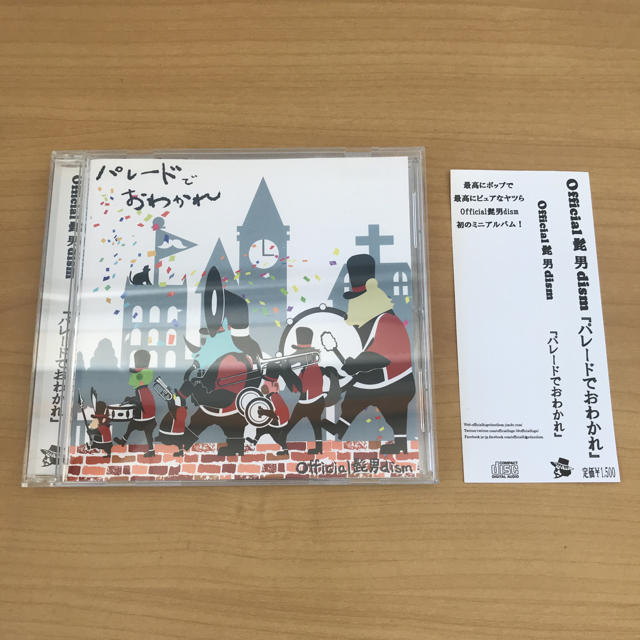 パレードで
おわかれ
Official髭男dism
Official髭男dism
『パレードでおわかれ』
最高にポップで
最高にピュアなヤツら
Official髭男dism
初のミニアルバム！
Official髭男dism『パレードでおわかれ』
Official髭男dism
『パレードでおわかれ』
COMPACT
disc
DIGITAL AUDIO
定価¥1,500